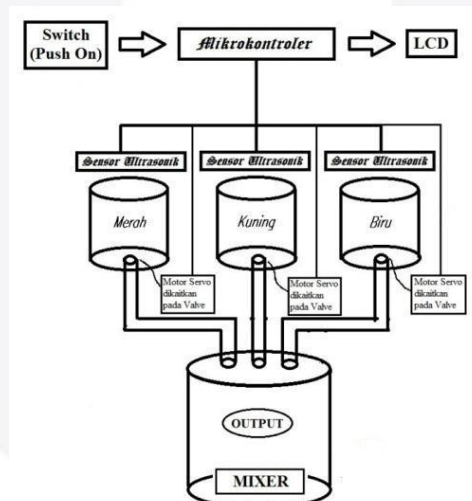 Switch
(Push On)
Mikrokontroler
LCD
Sensor Ultrasonik
Sensor Ultrasonik
Sensor Ultrasonik
Merah
Kuning
Biru
Motor Servo
dikaitkan
pada Valve
Motor Servo
dikaitkan
pada Valve
Motor Servo
dikaitkan
pada Valve
OUTPUT
MIXER